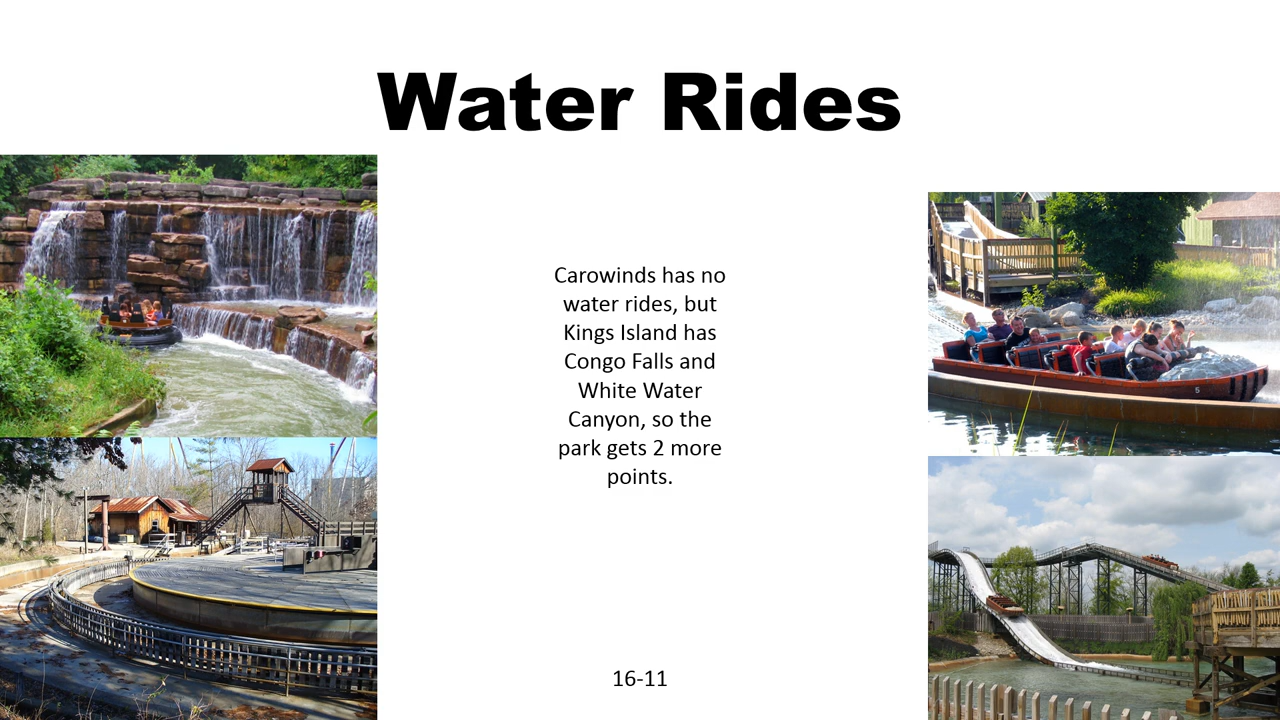 Water Rides
Carowinds has no
water rides, but
Kings Island has
Congo Falls and
White Water
Canyon, so the
park gets 2 more
points.
5
16-11